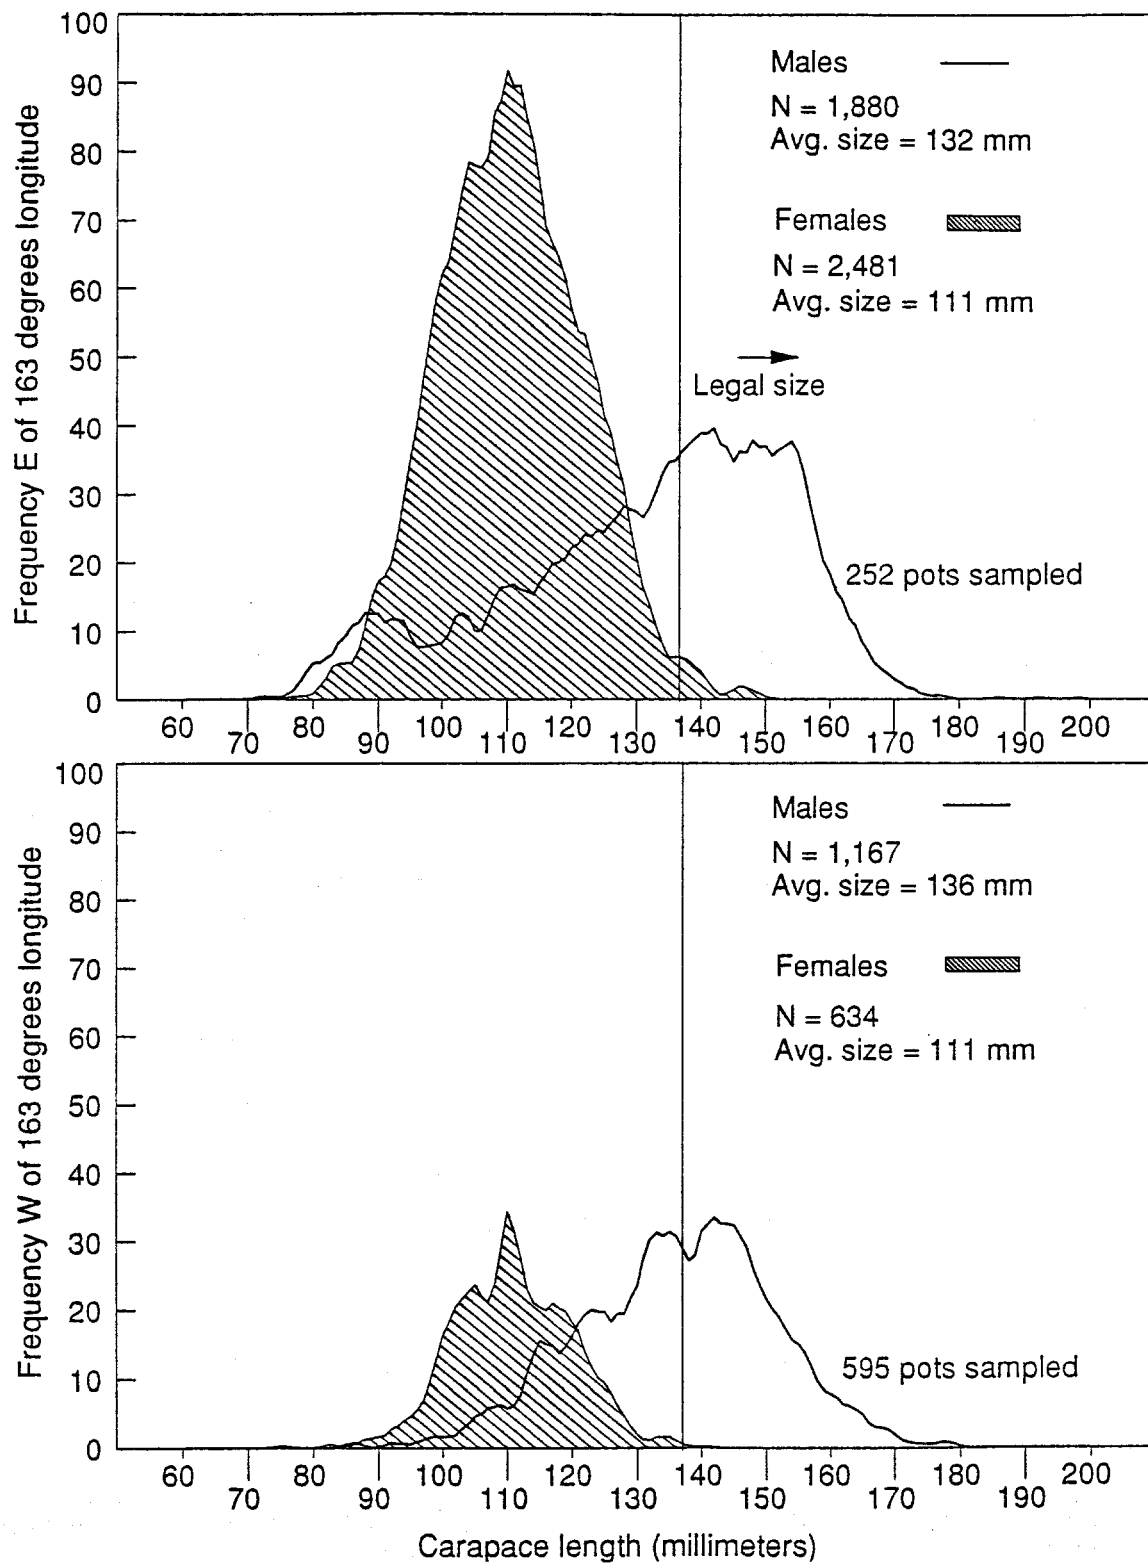 Frequency E of 163 degrees longitude
100
90
80
70
60
50
40
30
20
10
0
Males
N = 1,880
Avg. size = 132 mm
Females
N = 2,481
Avg. size = 111 mm
Legal size
252 pots sampled
60 80 100 120 140 160 180 200
70 90 110 130 150 170 190
Frequency W of 163 degrees longitude
100
90
80
70
60
50
40
30
20
10
0
Males
N = 1,167
Avg. size = 136 mm
Females
N = 634
Avg. size = 111 mm
595 pots sampled
60 80 100 120 140 160 180 200
70 90 110 130 150 170 190
Carapace length (millimeters)